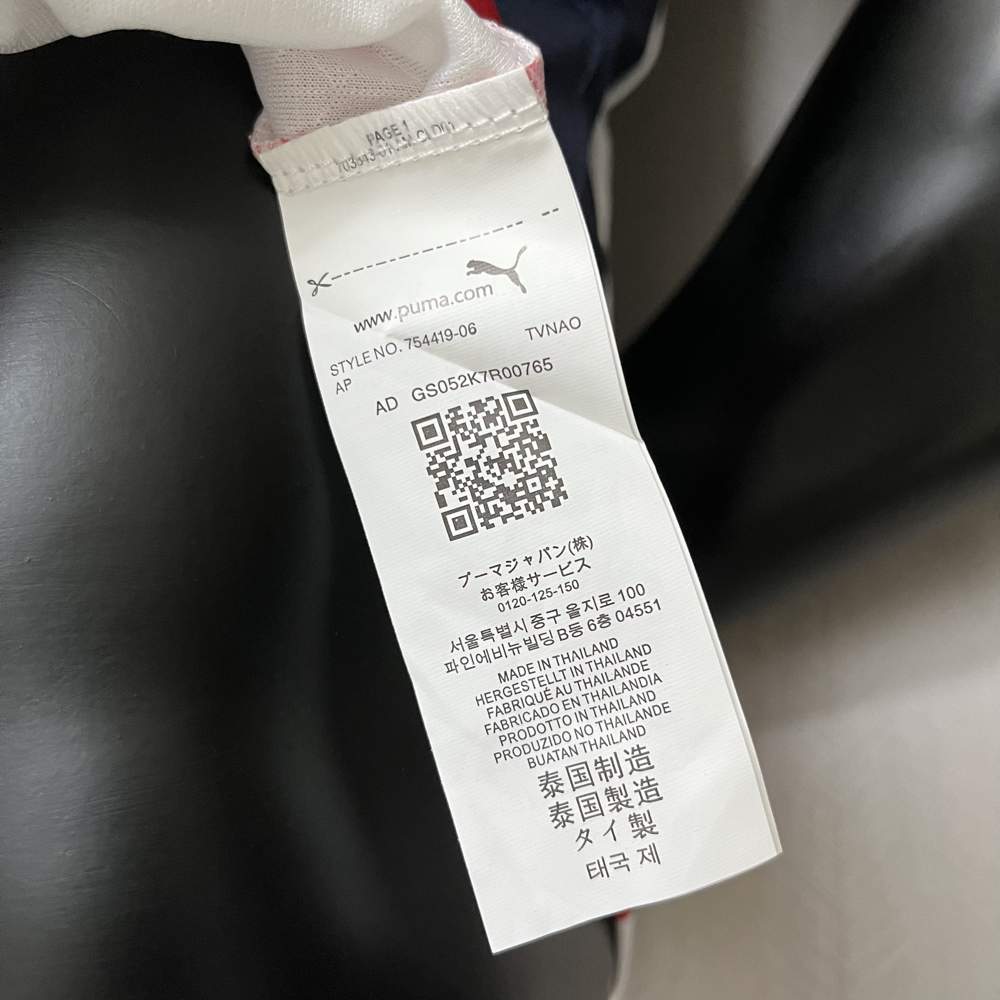 PAGE 1
www.puma.com
STYLE NO. 754419-06 TVNAO
AP
AD GS052K7R00765
プーマジャパン(株)
お客様サービス
0120-125-150
서울특별시 중구 을지로 100
파인에비뉴빌딩 B동 6층 04551
MADE IN THAILAND
HERGESTELLT IN THAILAND
FABRIQUÉ AU THAILANDE
FABRICADO EN THAILANDIA
PRODOTTO IN THAILAND
PRODUZIDO NO THAILANDE
BUATAN THAILAND
泰国制造
泰国製造
タイ製
태국 제